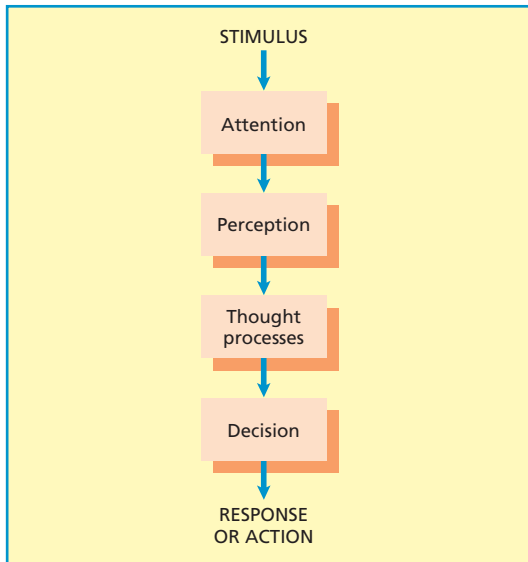 STIMULUS
Attention
Perception
Thought
processes
Decision
RESPONSE
OR ACTION